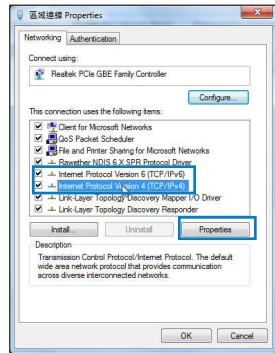 區域連線 Properties
Networking
Authentication
Connect using:
Realtek PCIe GBE Family Controller
Configure...
This connection uses the following items:
Client for Microsoft Networks
QoS Packet Scheduler
File and Printer Sharing for Microsoft Networks
Rawether NDIS 6.X SPR Protocol Driver
Internet Protocol Version 6 (TCP/IPv6)
Internet Protocol Version 4 (TCP/IPv4)
Link-Layer Topology Discovery Mapper I/O Driver
Link-Layer Topology Discovery Responder
Install...
Uninstall
Properties
Description
Transmission Control Protocol/Internet Protocol. The default
wide area network protocol that provides communication
across diverse interconnected networks.
OK
Cancel